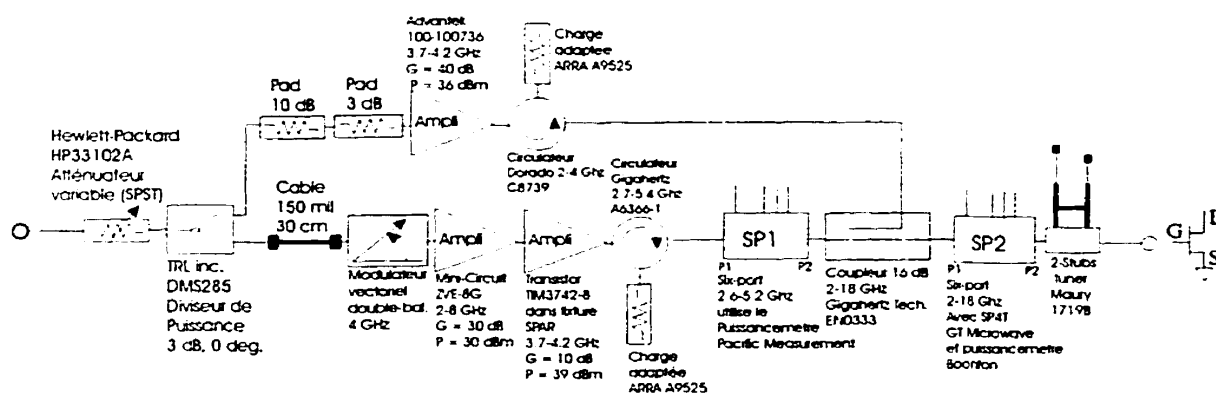 Advantek
100-100736
3.7-4.2 Ghz
G = 40 dB
P = 36 dBm
Charge
adaptée
ARRA A9525
Pad
10 dB
Pad
3 dB
Ampli
Hewlett-Packard
HP33102A
Atténuateur
variable (SPST)
Circulateur
Dorado 2-4 Ghz
C8739
Circulateur
Gigahertz
2.7-5.4 Ghz
A6366-1
Cable
150 mil
30 cm
Ampli
Ampli
SP1
SP2
G
S
TRL inc.
DMS285
Diviseur de
Puissance
3 dB, 0 deg.
Modulateur
vectoriel
double-bal.
4 GHz
Mini-Circuit
ZVE-8G
2-8 GHz
G = 30 dB
P = 30 dBm
Transistor
TIM3742-8
dans fixture
SPAR
3.7-4.2 GHz
G = 10 dB
P = 39 dBm
Charge
adaptée
ARRA A9525
P1
P2
Six-port
2.6-5.2 Ghz
utilise le
Puissancemetre
Pacific Measurement
Coupleur 16 dB
2-18 GHz
Gigahertz Tech.
EN0333
P1
P2
Six-port
2-18 Ghz
Avec SP4T
GT Microwave
et puissancemetre
Boonton
2-Stubs
Tuner
Maury
1719B